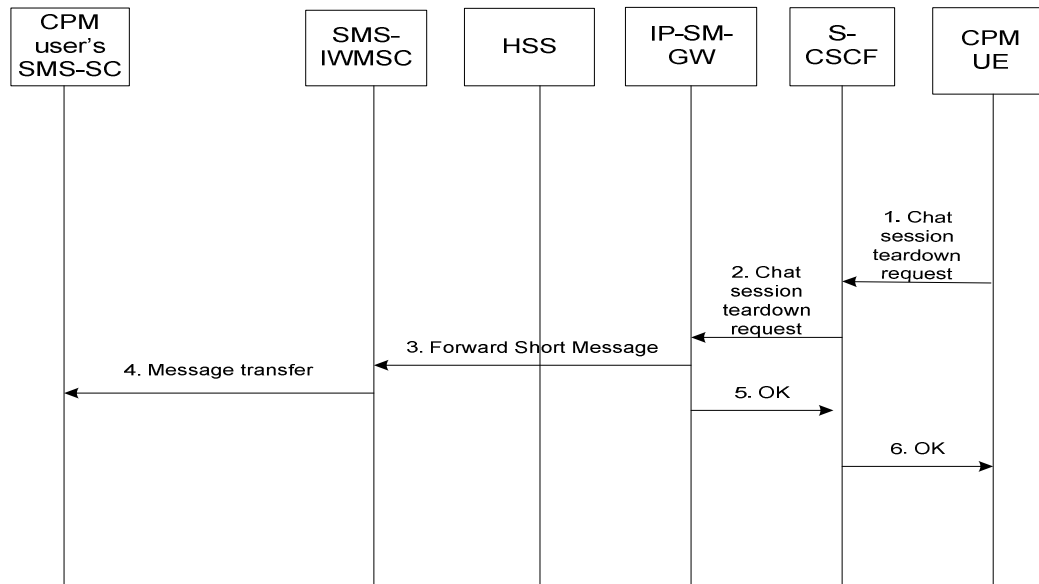 CPM
user's
SMS-SC
SMS-
IWMSC
HSS
IP-SM-
GW
S-
CSCF
CPM
UE
1. Chat
session
teardown
request
2. Chat
session
teardown
request
3. Forward Short Message
4. Message transfer
5. OK
6. OK